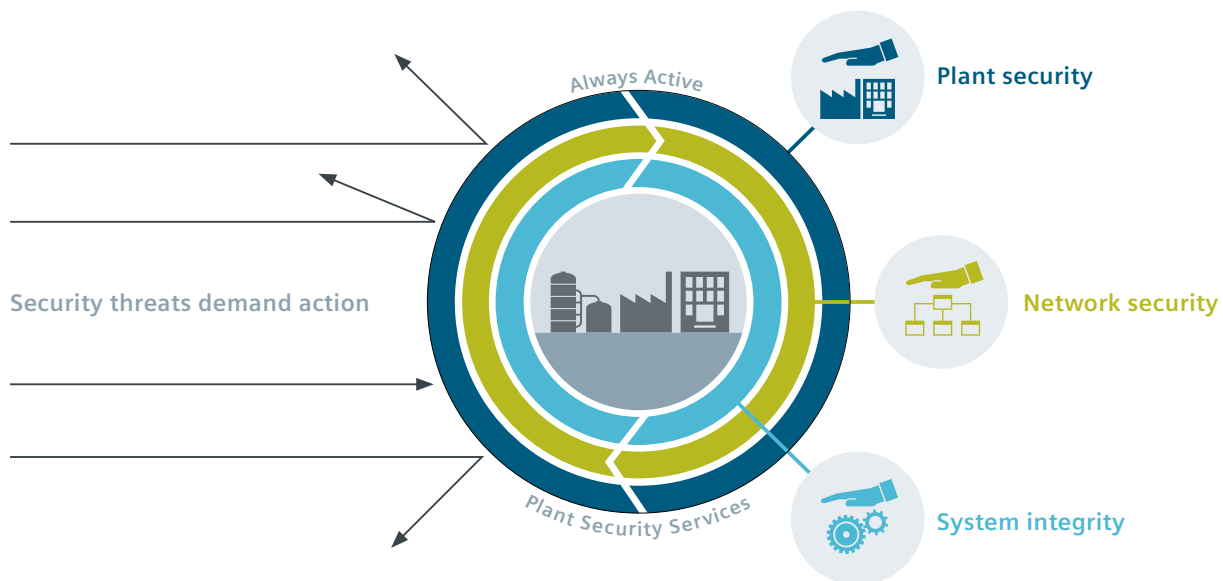 Always Active
Plant security
Security threats demand action
Network security
Plant Security Services
System integrity